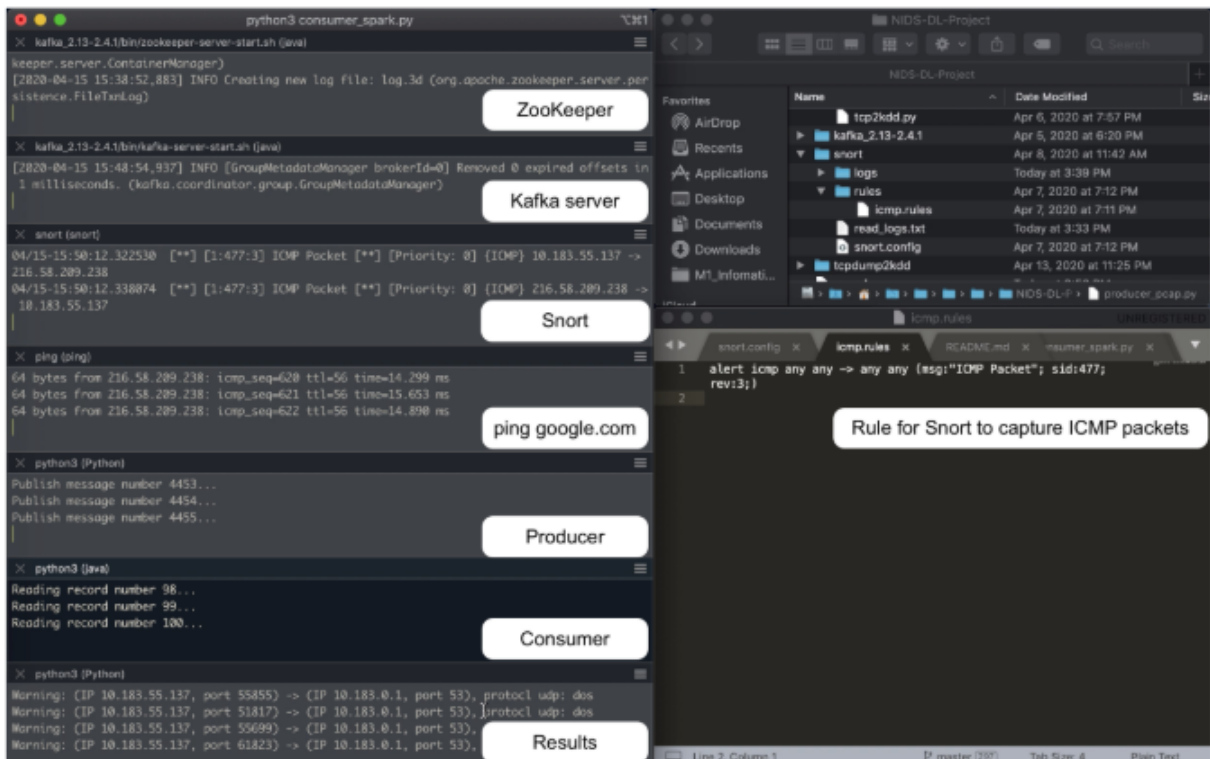 python3 consumer_spark.py
⌥⌘1
kafka_2.13-2.4.1/bin/zookeeper-server-start.sh (java)
keeper.server.ContainerManager)
[2020-04-15 15:38:52,883] INFO Creating new log file: log.3d (org.apache.zookeeper.server.per
sistence.FileTxnLog)
ZooKeeper
kafka_2.13-2.4.1/bin/kafka-server-start.sh (java)
[2020-04-15 15:48:54,937] INFO [GroupMetadataManager brokerId=0] Removed 0 expired offsets in
1 milliseconds. (kafka.coordinator.group.GroupMetadataManager)
Kafka server
snort (snort)
04/15-15:50:12.322550 [**] [1:477:3] ICMP Packet [**] [Priority: 0] {ICMP} 10.183.55.137 ->
216.58.209.238
04/15-15:50:12.338074 [**] [1:477:3] ICMP Packet [**] [Priority: 0] {ICMP} 216.58.209.238 ->
10.183.55.137
Snort
ping (ping)
64 bytes from 216.58.209.238: icmp_seq=620 ttl=56 time=14.299 ms
64 bytes from 216.58.209.238: icmp_seq=621 ttl=56 time=15.653 ms
64 bytes from 216.58.209.238: icmp_seq=622 ttl=56 time=14.890 ms
ping google.com
python3 (Python)
Publish message number 4453...
Publish message number 4454...
Publish message number 4455...
Producer
python3 (java)
Reading record number 98...
Reading record number 99...
Reading record number 100...
Consumer
python3 (Python)
Warning: (IP 10.183.55.137, port 55855) -> (IP 10.183.0.1, port 53), protocl udp: dos
Warning: (IP 10.183.55.137, port 51817) -> (IP 10.183.0.1, port 53), protocl udp: dos
Warning: (IP 10.183.55.137, port 56699) -> (IP 10.183.0.1, port 53),
Warning: (IP 10.183.55.137, port 61823) -> (IP 10.183.0.1, port 53),
Results
NIDS-DL-Project
Search
NIDS-DL-Project
Favorites
AirDrop
Recents
Applications
Desktop
Documents
Downloads
M1_Infomati...
Name Date Modified Siz
tcp2kdd.py Apr 6, 2020 at 7:57 PM
kafka_2.13-2.4.1 Apr 5, 2020 at 6:20 PM
snort Apr 8, 2020 at 11:42 AM
logs Today at 3:39 PM
rules Apr 7, 2020 at 7:12 PM
icmp.rules Apr 7, 2020 at 7:11 PM
read_logs.txt Today at 3:33 PM
snort.config Apr 7, 2020 at 7:12 PM
tcpdump2kdd Apr 13, 2020 at 11:25 PM
NIDS-DL-P producer_pcap.py
icmp.rules
UNREGISTERED
snort.config icmp.rules README.md nsumer_spark.py
1 alert icmp any any -> any any (msg:"ICMP Packet"; sid:477;
rev:3;)
2
Rule for Snort to capture ICMP packets
Line 2, Column 1 master Tab Size: 4 Plain Text